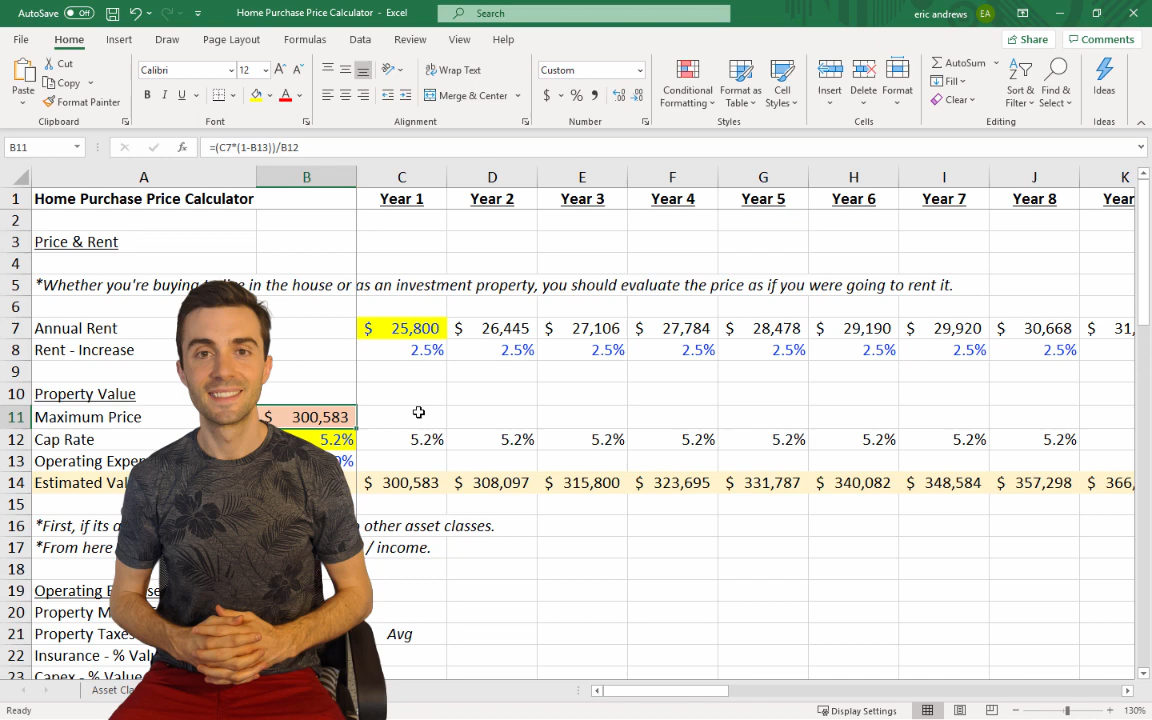 AutoSave Off Home Purchase Price Calculator - Excel Search eric andrews EA
File Home Insert Draw Page Layout Formulas Data Review View Help Share Comments
Paste Cut Copy Format Painter
Calibri 12
Wrap Text
Merge & Center
Custom
Conditional Formatting
Format as Table
Cell Styles
Insert Delete Format
AutoSum
Fill
Clear
Sort & Filter
Find & Select
Ideas
Clipboard Font Alignment Number Styles Cells Editing Ideas
B11 fx =(C7*(1-B13))/B12
A B C D E F G H I J K
1 Home Purchase Price Calculator Year 1 Year 2 Year 3 Year 4 Year 5 Year 6 Year 7 Year 8 Year
2
3 Price & Rent
4
5 *Whether you're buying to live in the house or as an investment property, you should evaluate the price as if you were going to rent it.
6
7 Annual Rent $ 25,800 $ 26,445 $ 27,106 $ 27,784 $ 28,478 $ 29,190 $ 29,920 $ 30,668 $ 31,
8 Rent - Increase 2.5% 2.5% 2.5% 2.5% 2.5% 2.5% 2.5% 2.5%
9
10 Property Value
11 Maximum Price $ 300,583
12 Cap Rate 5.2% 5.2% 5.2% 5.2% 5.2% 5.2% 5.2% 5.2% 5.2%
13 Operating Expen
14 Estimated Val $ 300,583 $ 308,097 $ 315,800 $ 323,695 $ 331,787 $ 340,082 $ 348,584 $ 357,298 $ 366,
15
16 *First, if its a other asset classes.
17 *From here / income.
18
19 Operating E
20 Property M
21 Property Taxes Avg
22 Insurance - % Valu
23 Capex - % Value
Asset Cla
Ready Display Settings 130%